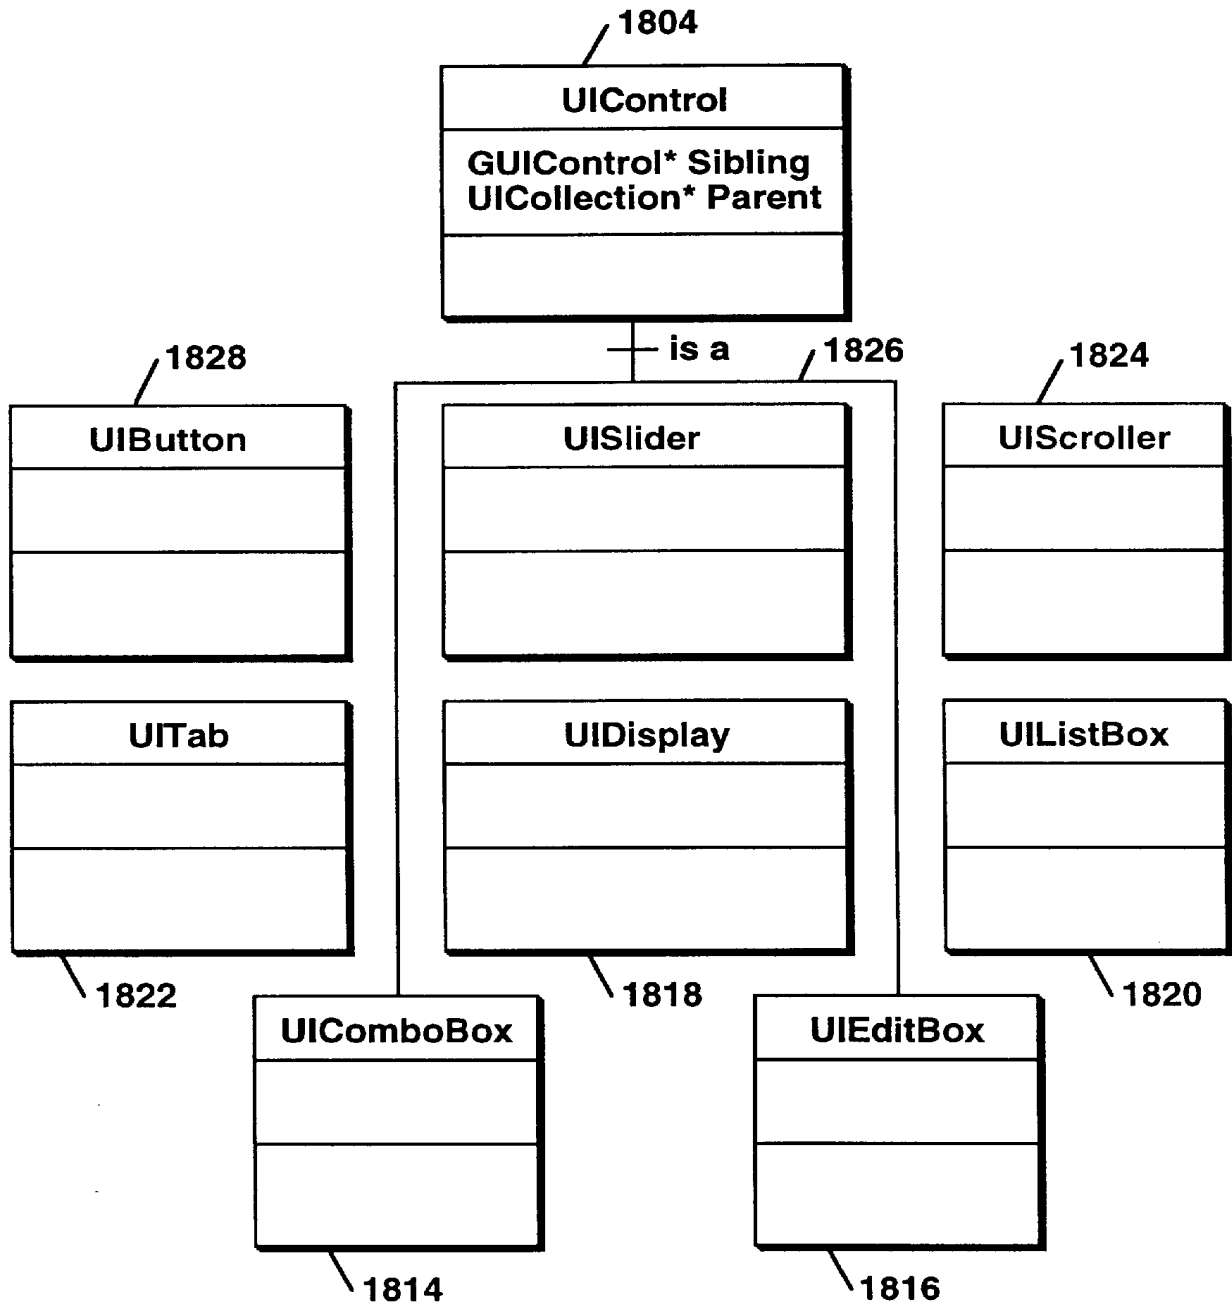 1804
UIControl
GUIControl* Sibling
UICollection* Parent
is a
1826
1828
1824
UIButton
UISlider
UIScroller
UITab
UIDisplay
UIListBox
1822
1818
1820
UIComboBox
UIEditBox
1814
1816